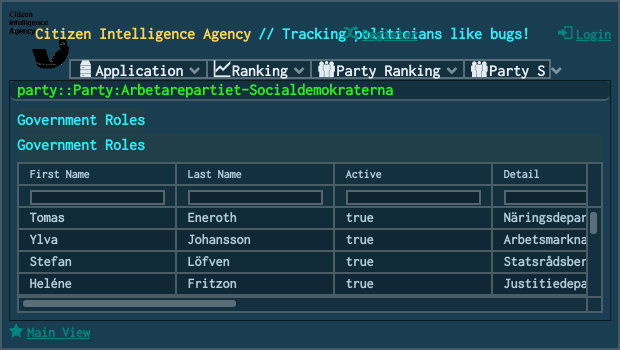 Citizen
Intelligence
Agency
Citizen Intelligence Agency // Tracking politicians like bugs!
Register
Login
Application
Ranking
Party Ranking
Party S
party::Party:Arbetarepartiet-Socialdemokraterna
Government Roles
Government Roles
First Name Last Name Active Detail
Tomas Eneroth true Näringsdepar
Ylva Johansson true Arbetsmarkna
Stefan Löfven true Statsrådsber
Heléne Fritzon true Justitiedepa
Main View